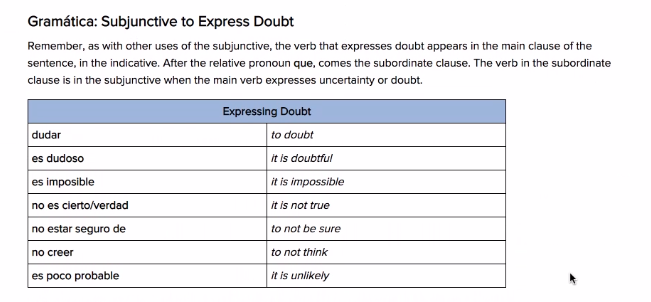 Gramática: Subjunctive to Express Doubt
Remember, as with other uses of the subjunctive, the verb that expresses doubt appears in the main clause of the
sentence, in the indicative. After the relative pronoun que, comes the subordinate clause. The verb in the subordinate
clause is in the subjunctive when the main verb expresses uncertainty or doubt.
Expressing Doubt
dudar to doubt
es dudoso it is doubtful
es imposible it is impossible
no es cierto/verdad it is not true
no estar seguro de to not be sure
no creer to not think
es poco probable it is unlikely